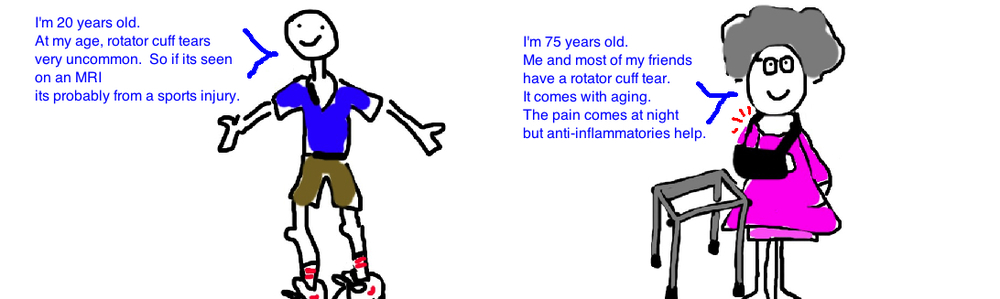 I'm 20 years old.
At my age, rotator cuff tears
very uncommon.  So if its seen
on an MRI
its probably from a sports injury.
I'm 75 years old.
Me and most of my friends
have a rotator cuff tear.
It comes with aging.
The pain comes at night
but anti-inflammatories help.